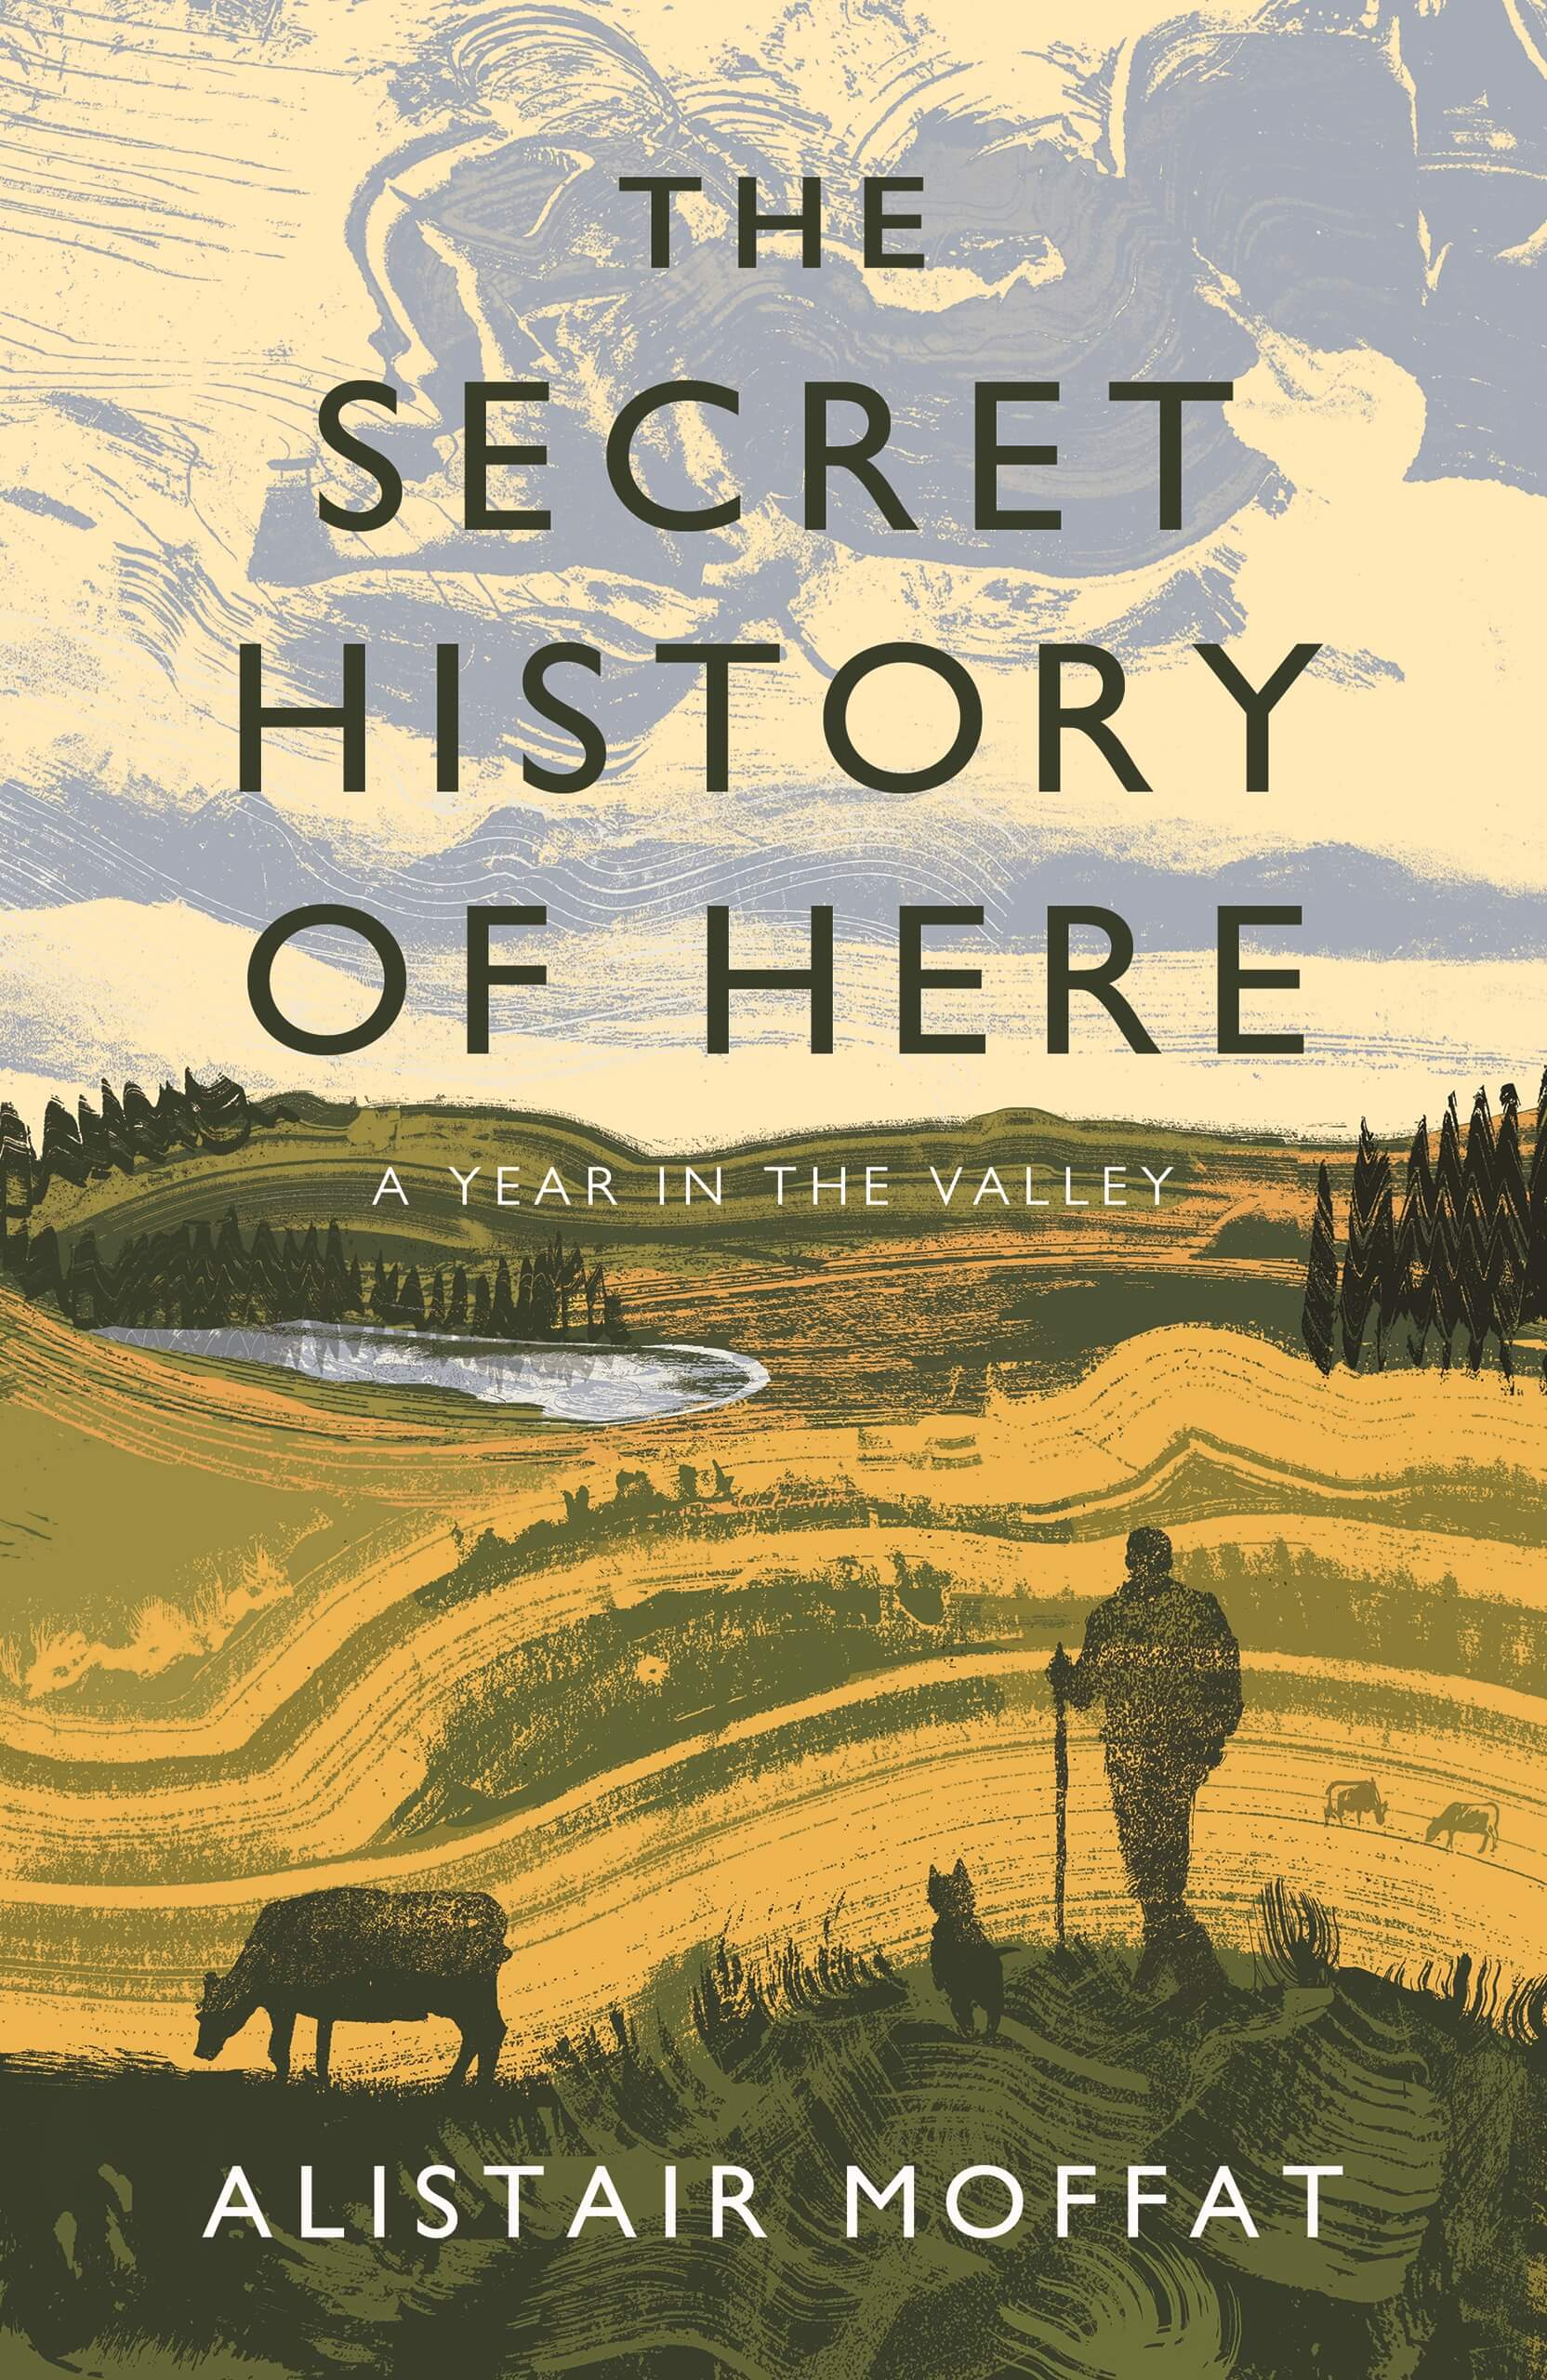 THE
SECRET
HISTORY
OF HERE
A YEAR IN THE VALLEY
ALISTAIR MOFFAT